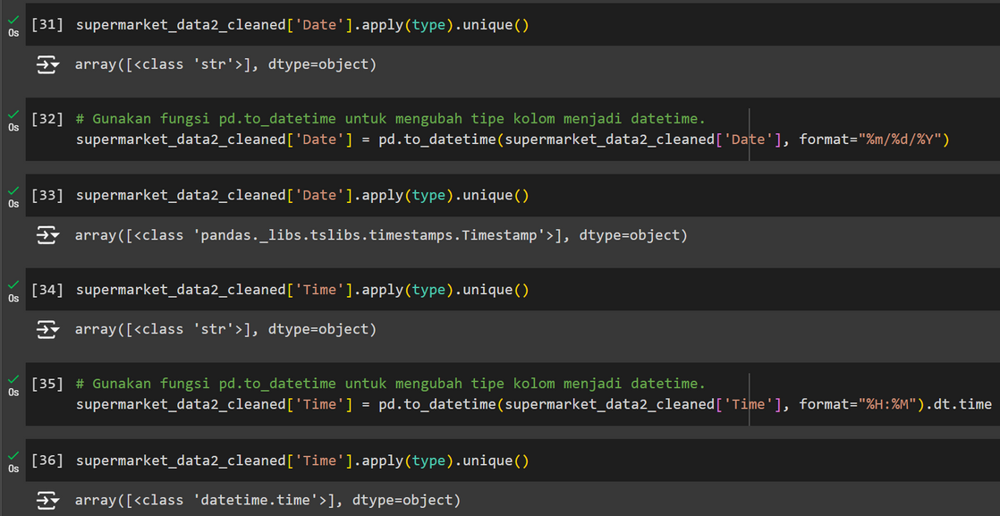 [31] supermarket_data2_cleaned['Date'].apply(type).unique()
0s
array([<class 'str'>], dtype=object)
[32] # Gunakan fungsi pd.to_datetime untuk mengubah tipe kolom menjadi datetime.
0s
supermarket_data2_cleaned['Date'] = pd.to_datetime(supermarket_data2_cleaned['Date'], format="%m/%d/%Y")
[33] supermarket_data2_cleaned['Date'].apply(type).unique()
0s
array([<class 'pandas._libs.tslibs.timestamps.Timestamp'>], dtype=object)
[34] supermarket_data2_cleaned['Time'].apply(type).unique()
0s
array([<class 'str'>], dtype=object)
[35] # Gunakan fungsi pd.to_datetime untuk mengubah tipe kolom menjadi datetime.
0s
supermarket_data2_cleaned['Time'] = pd.to_datetime(supermarket_data2_cleaned['Time'], format="%H:%M").dt.time
[36] supermarket_data2_cleaned['Time'].apply(type).unique()
0s
array([<class 'datetime.time'>], dtype=object)